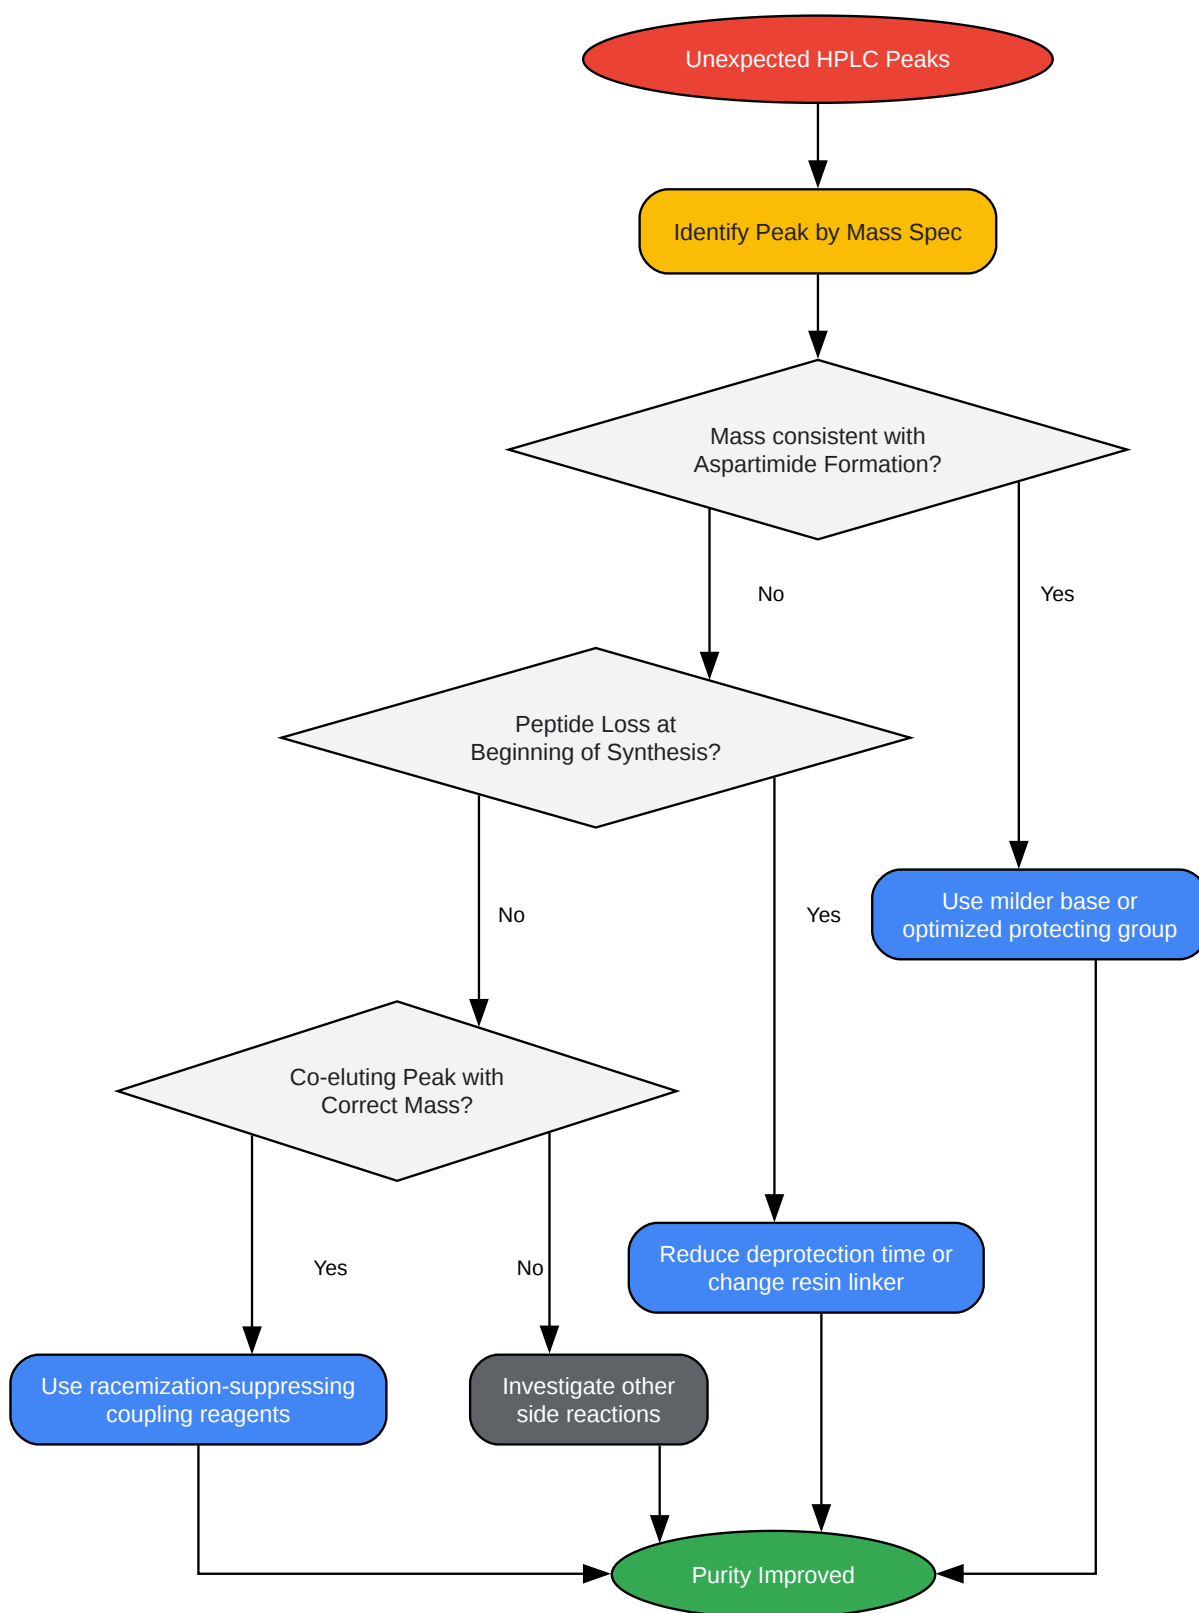 Unexpected HPLC Peaks
Identify Peak by Mass Spec
Mass consistent with
Aspartimide Formation?
No
Yes
Peptide Loss at
Beginning of Synthesis?
No
Yes
Use milder base or
optimized protecting group
Co-eluting Peak with
Correct Mass?
Yes
No
Reduce deprotection time or
change resin linker
Use racemization-suppressing
coupling reagents
Investigate other
side reactions
Purity Improved